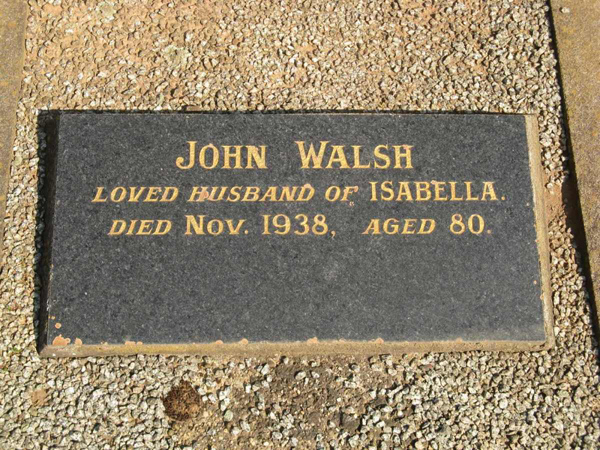 JOHN WALSH
LOVED HUSBAND OF ISABELLA.
DIED NOV. 1938, AGED 80.